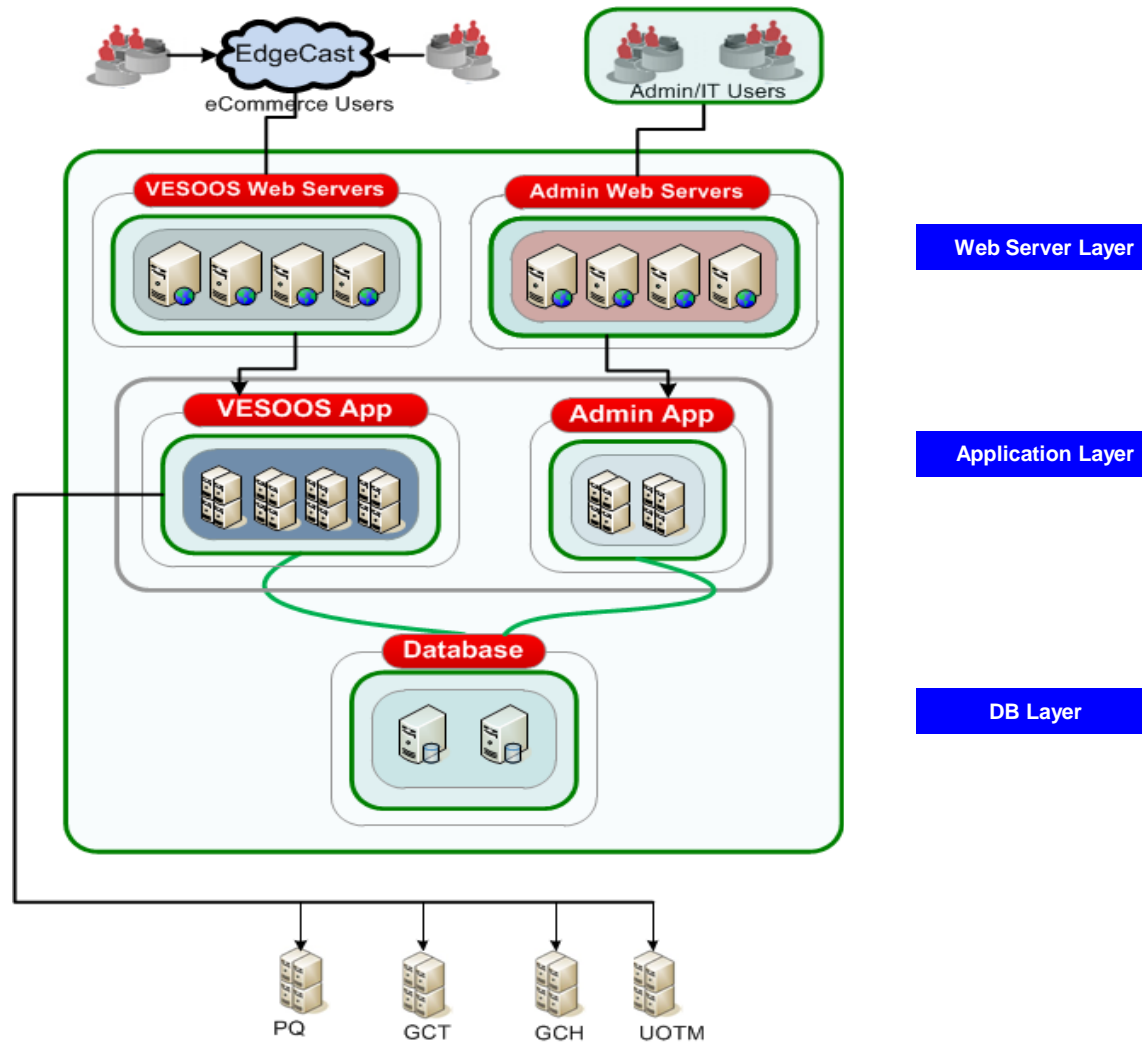 EdgeCast
eCommerce Users
Admin/IT Users
VESOOS Web Servers
Admin Web Servers
Web Server Layer
VESOOS App
Admin App
Application Layer
Database
DB Layer
PQ
GCT
GCH
UOTM